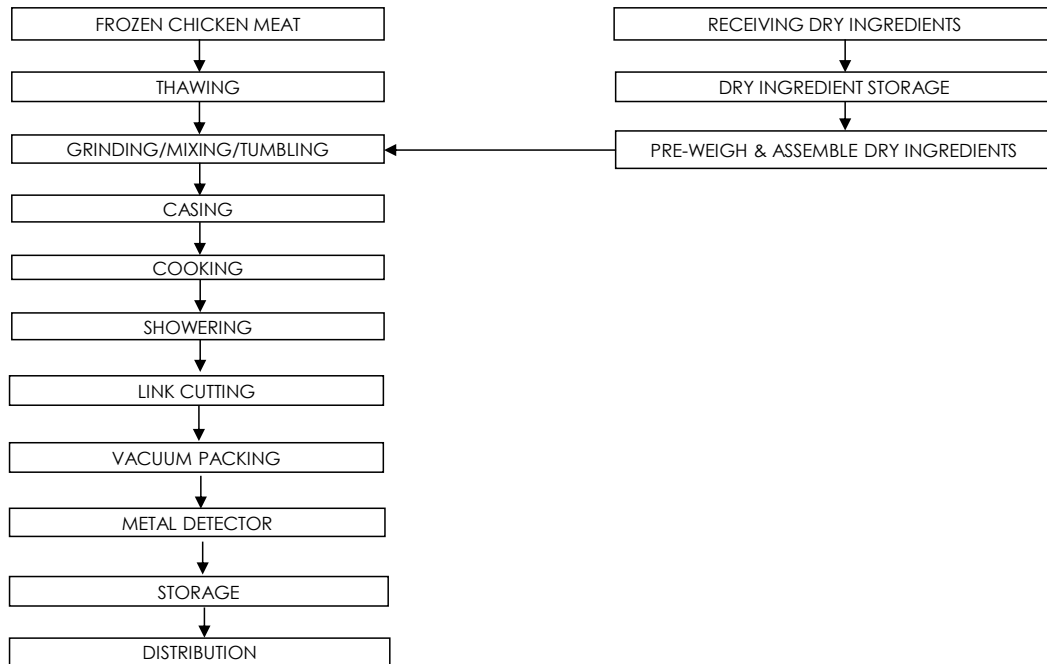 FROZEN CHICKEN MEAT
THAWING
GRINDING/MIXING/TUMBLING
CASING
COOKING
SHOWERING
LINK CUTTING
VACUUM PACKING
METAL DETECTOR
STORAGE
DISTRIBUTION
RECEIVING DRY INGREDIENTS
DRY INGREDIENT STORAGE
PRE-WEIGH & ASSEMBLE DRY INGREDIENTS